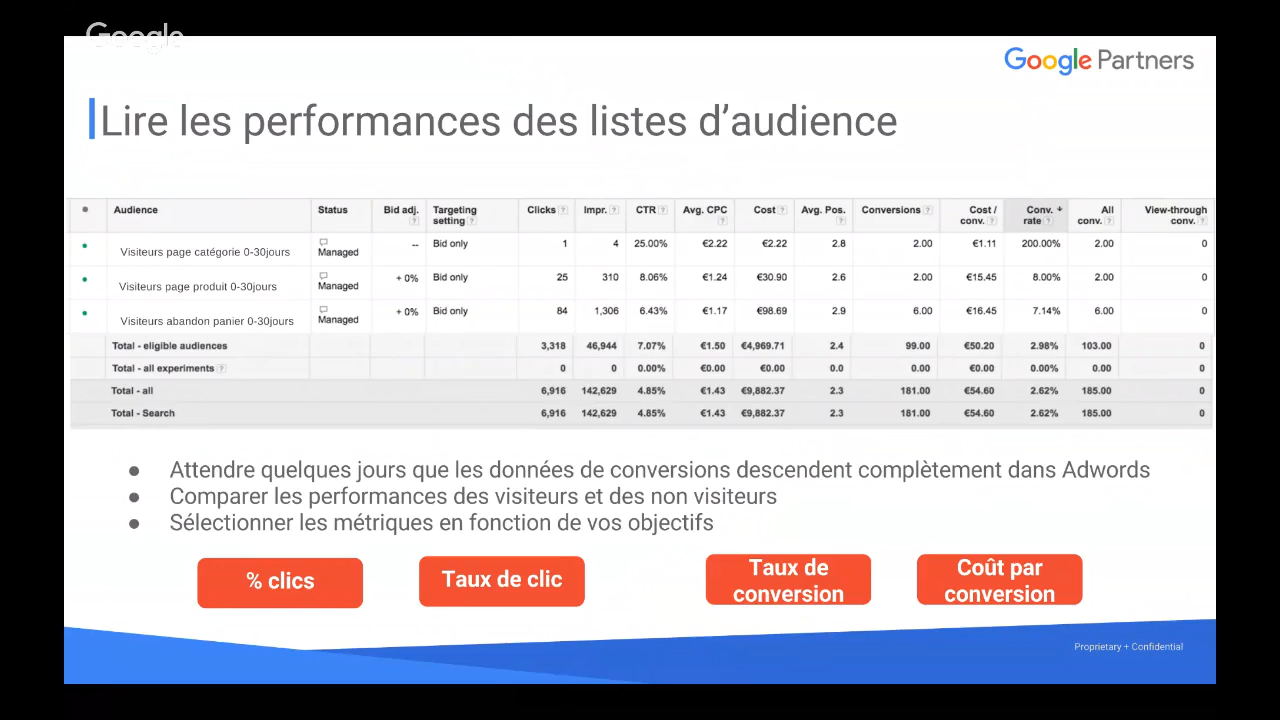 Google
Google Partners
Lire les performances des listes d’audience
Audience Status Bid adj. ? Targeting setting ? Clicks ? Impr. ? CTR ? Avg. CPC ? Cost ? Avg. Pos. ? Conversions ? Cost / conv. ? Conv. rate ? All conv. ? View-through conv. ?
Visiteurs page catégorie 0-30jours Managed -- Bid only 1 4 25.00% €2.22 €2.22 2.8 2.00 €1.11 200.00% 2.00 0
Visiteurs page produit 0-30jours Managed + 0% Bid only 25 310 8.06% €1.24 €30.90 2.6 2.00 €15.45 8.00% 2.00 0
Visiteurs abandon panier 0-30jours Managed + 0% Bid only 84 1,306 6.43% €1.17 €98.69 2.9 6.00 €16.45 7.14% 6.00 0
Total - eligible audiences 3,318 46,944 7.07% €1.50 €4,969.71 2.4 99.00 €50.20 2.98% 103.00 0
Total - all experiments ? 0 0 0.00% €0.00 €0.00 0.0 0.00 €0.00 0.00% 0.00 0
Total - all 6,916 142,629 4.85% €1.43 €9,882.37 2.3 181.00 €54.60 2.62% 185.00 0
Total - Search 6,916 142,629 4.85% €1.43 €9,882.37 2.3 181.00 €54.60 2.62% 185.00 0
● Attendre quelques jours que les données de conversions descendent complètement dans Adwords
● Comparer les performances des visiteurs et des non visiteurs
● Sélectionner les métriques en fonction de vos objectifs
% clics
Taux de clic
Taux de
conversion
Coût par
conversion
Proprietary + Confidential